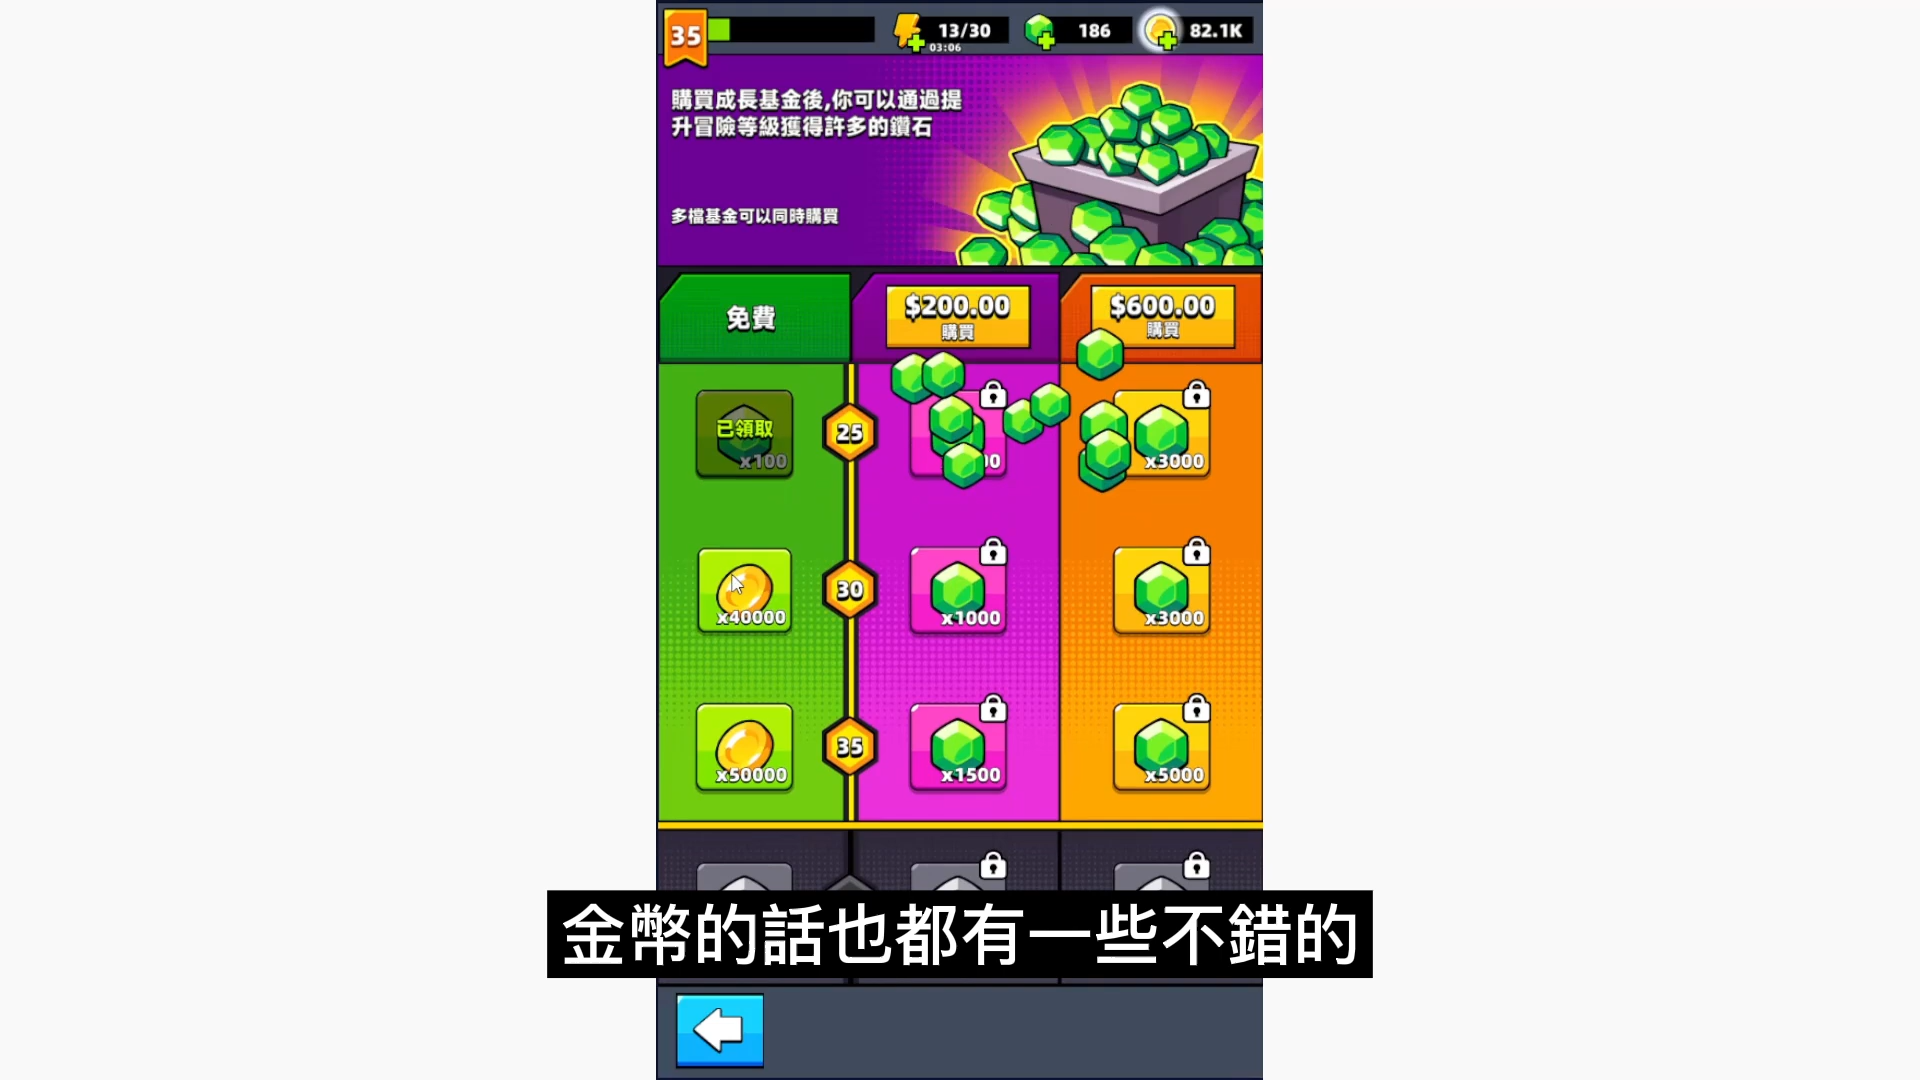 35
13/30
03:06
186
82.1K
購買成長基金後,你可以通過提
升冒險等級獲得許多的鑽石
多檔基金可以同時購買
免費
$200.00
購買
$600.00
購買
已領取
x100
25
x3000
x40000
30
x1000
x3000
x50000
35
x1500
x5000
金幣的話也都有一些不錯的